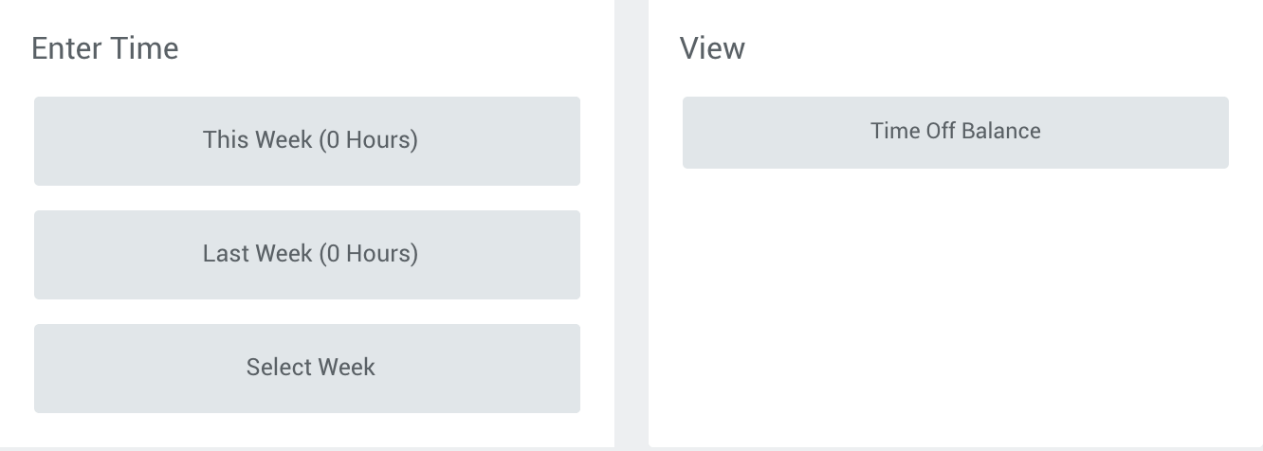 Enter Time
This Week (0 Hours)
Last Week (0 Hours)
Select Week
View
Time Off Balance